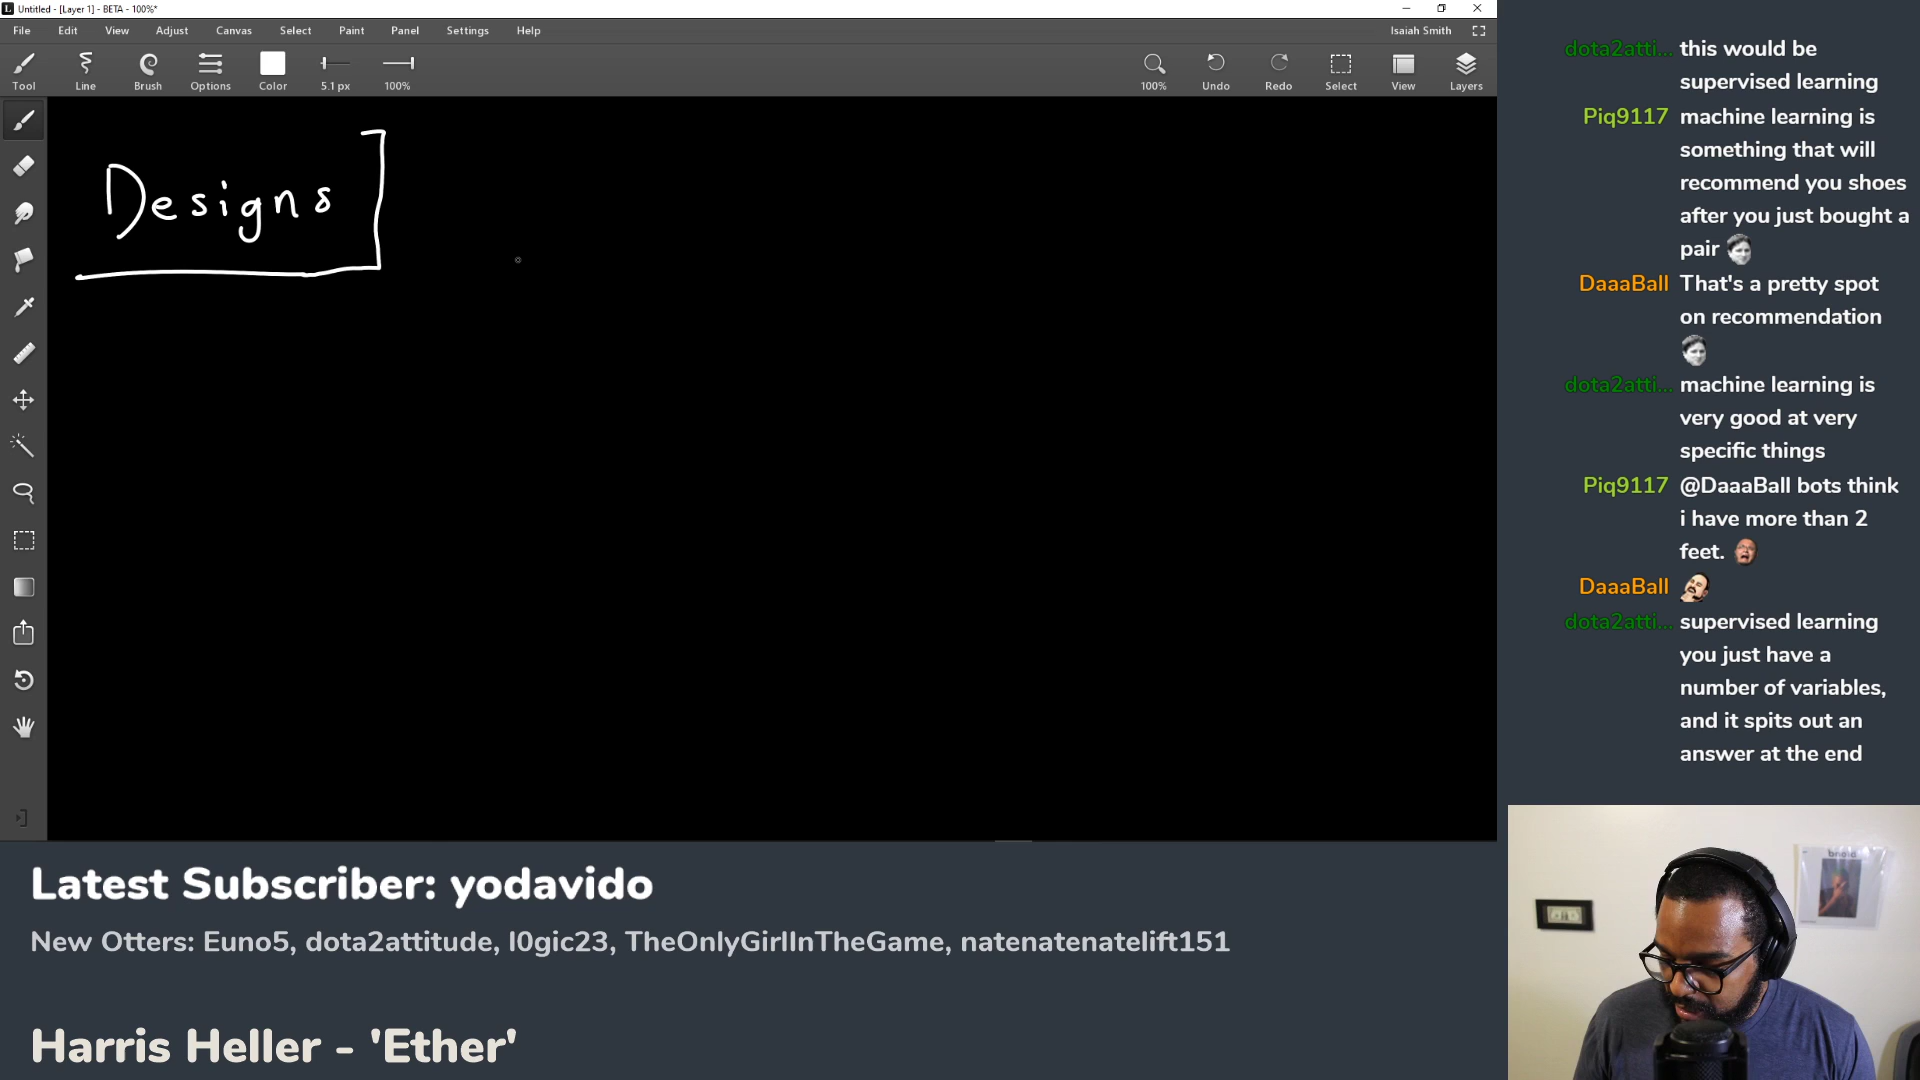 Untitled - [Layer 1] - BETA - 100%*
File Edit View Adjust Canvas Select Paint Panel Settings Help
Isaiah Smith
Tool Line Brush Options Color 5.1 px 100%
100% Undo Redo Select View Layers
Designs
dota2atti... this would be
supervised learning
Piq9117 machine learning is
something that will
recommend you shoes
after you just bought a
pair
DaaaBall That's a pretty spot
on recommendation
dota2atti... machine learning is
very good at very
specific things
Piq9117 @DaaaBall bots think
i have more than 2
feet.
DaaaBall
dota2atti... supervised learning
you just have a
number of variables,
and it spits out an
answer at the end
Latest Subscriber: yodavido
New Otters: Euno5, dota2attitude, l0gic23, TheOnlyGirlInTheGame, natenatenatelift151
Harris Heller - 'Ether'